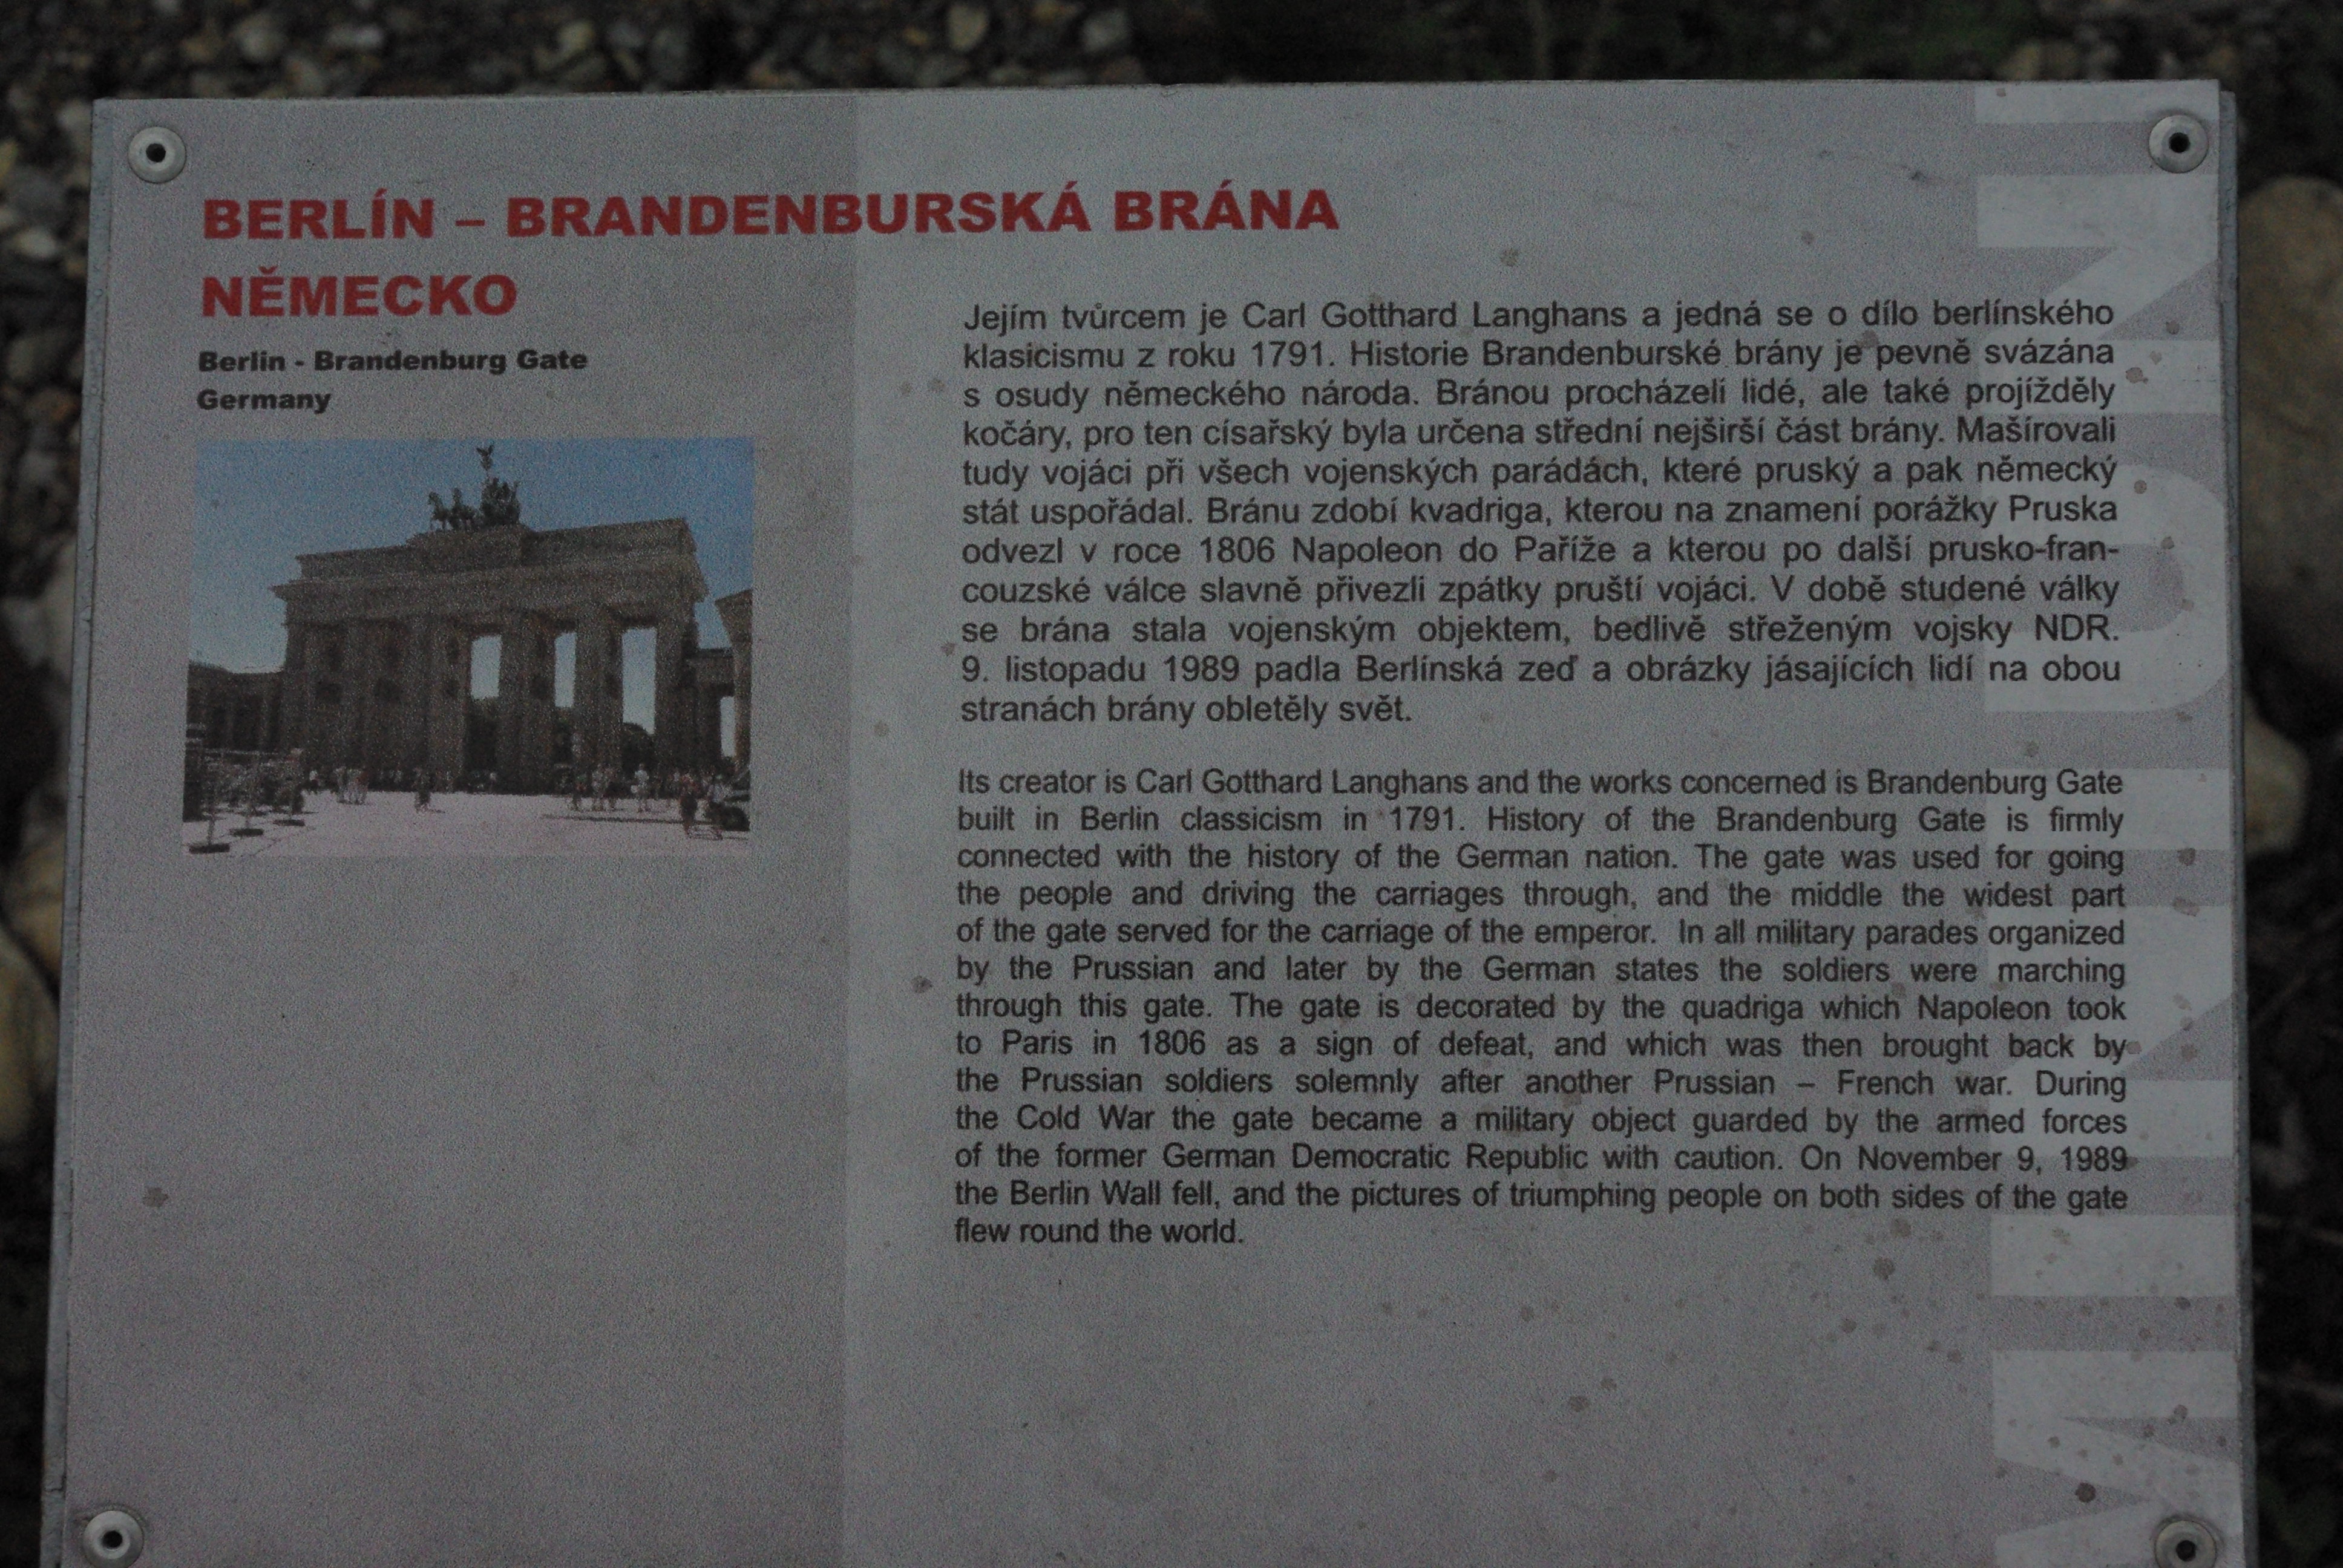 BERLÍN – BRANDENBURSKÁ BRÁNA
NĚMECKO
Berlin - Brandenburg Gate
Germany
Jejím tvůrcem je Carl Gotthard Langhans a jedná se o dílo berlínského
klasicismu z roku 1791. Historie Brandenburské brány je pevně svázána
s osudy německého národa. Bránou procházeli lidé, ale také projížděly
kočáry, pro ten císařský byla určena střední nejširší část brány. Mašírovali
tudy vojáci při všech vojenských parádách, které pruský a pak německý
stát uspořádal. Bránu zdobí kvadriga, kterou na znamení porážky Pruska
odvezl v roce 1806 Napoleon do Paříže a kterou po další prusko-fran-
couzské válce slavně přivezli zpátky pruští vojáci. V době studené války
se brána stala vojenským objektem, bedlivě střeženým vojsky NDR.
9. listopadu 1989 padla Berlínská zeď a obrázky jásajících lidí na obou
stranách brány obletěly svět.
Its creator is Carl Gotthard Langhans and the works concerned is Brandenburg Gate
built in Berlin classicism in 1791. History of the Brandenburg Gate is firmly
connected with the history of the German nation. The gate was used for going
the people and driving the carriages through, and the middle the widest part
of the gate served for the carriage of the emperor. In all military parades organized
by the Prussian and later by the German states the soldiers were marching
through this gate. The gate is decorated by the quadriga which Napoleon took
to Paris in 1806 as a sign of defeat, and which was then brought back by
the Prussian soldiers solemnly after another Prussian – French war. During
the Cold War the gate became a military object guarded by the armed forces
of the former German Democratic Republic with caution. On November 9, 1989
the Berlin Wall fell, and the pictures of triumphing people on both sides of the gate
flew round the world.